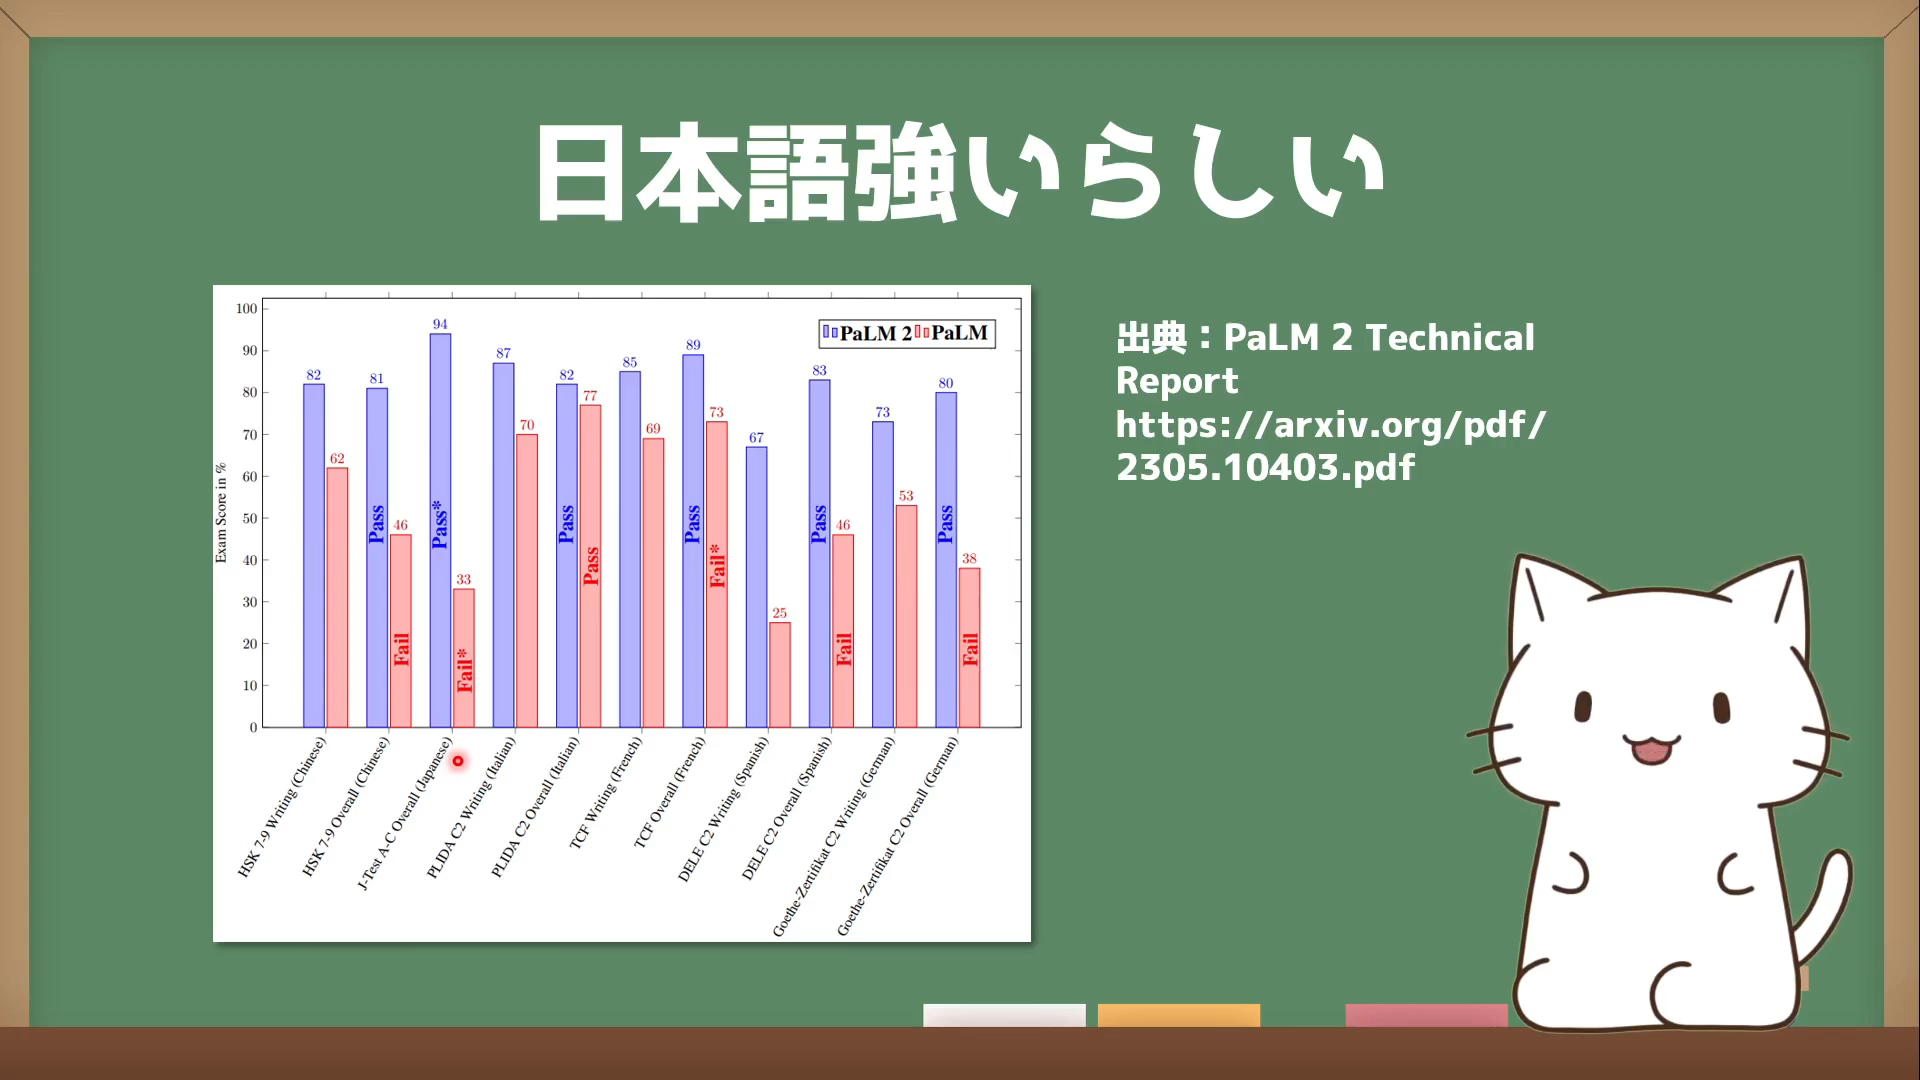 日本語強いらしい
100
90
80
70
60
50
40
30
20
10
0
Exam Score in %
PaLM 2 PaLM
82
62
81
46
94
33
87
70
82
77
85
69
89
73
67
25
83
46
73
53
80
38
Pass
Fail
Pass*
Fail*
Pass
Pass
Pass
Fail*
Pass
Fail
Pass
Fail
HSK 7-9 Writing (Chinese)
HSK 7-9 Overall (Chinese)
J-Test A-C Overall (Japanese)
PLIDA C2 Writing (Italian)
PLIDA C2 Overall (Italian)
TCF Writing (French)
TCF Overall (French)
DELE C2 Writing (Spanish)
DELE C2 Overall (Spanish)
Goethe-Zertifikat C2 Writing (German)
Goethe-Zertifikat C2 Overall (German)
出典：PaLM 2 Technical
Report
https://arxiv.org/pdf/
2305.10403.pdf